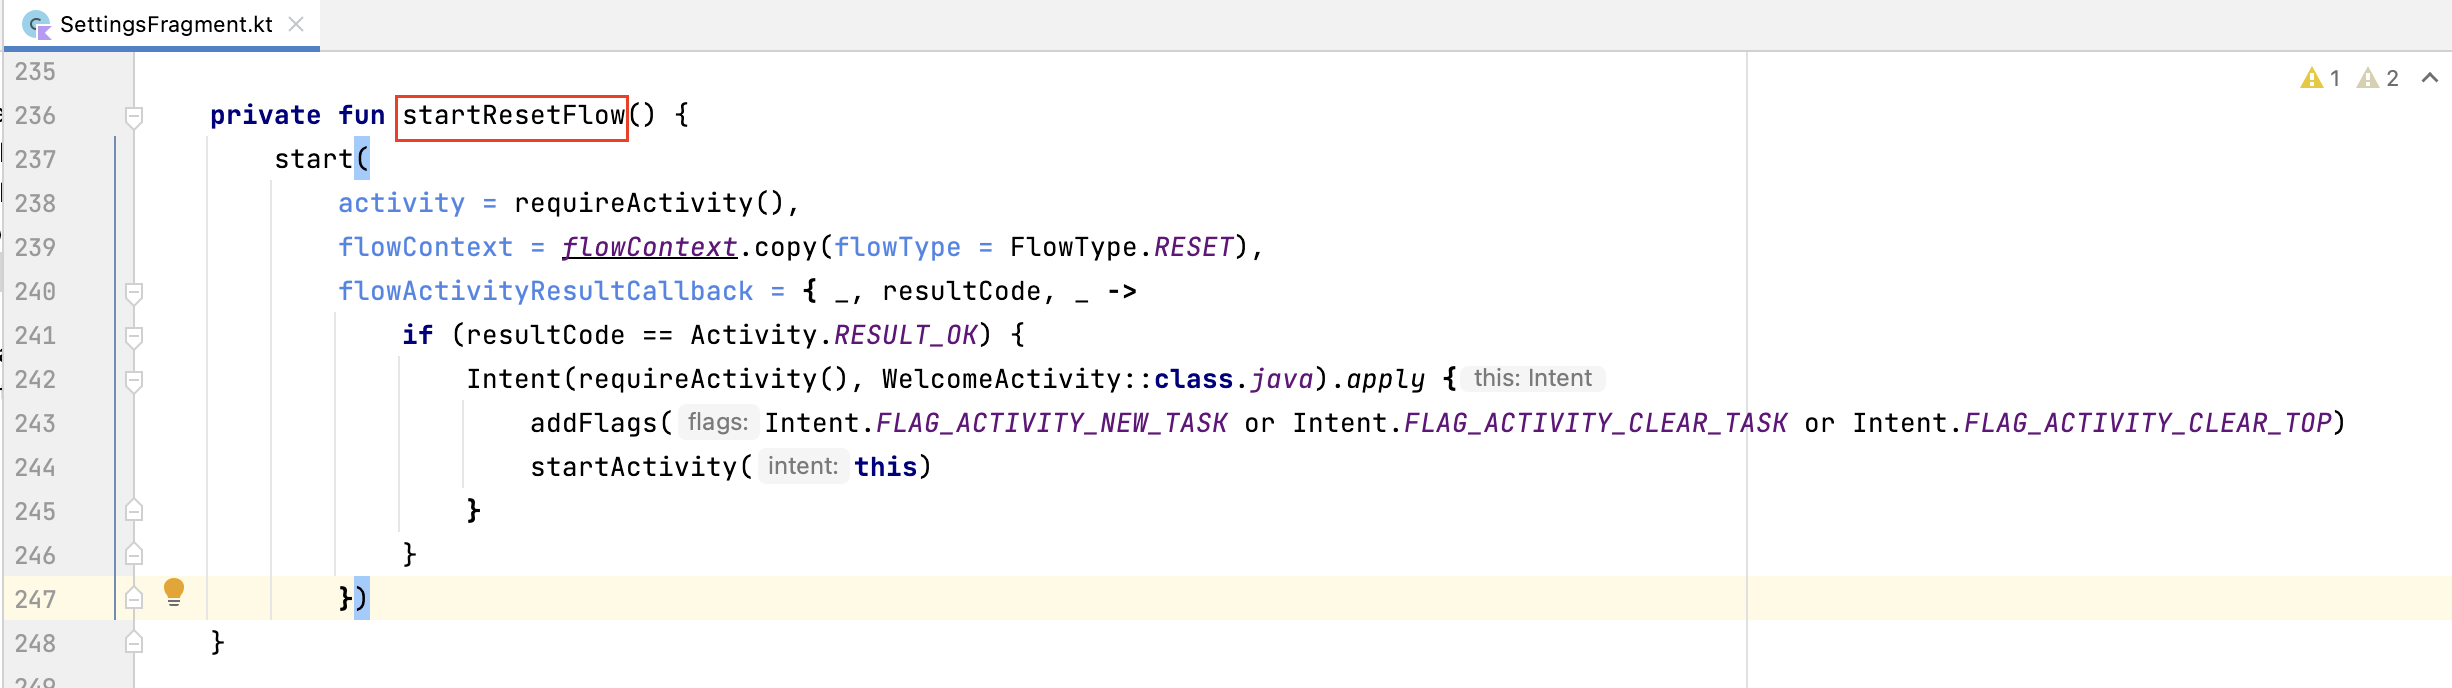 SettingsFragment.kt
235
1 2
236 private fun startResetFlow() {
237 start(
238 activity = requireActivity(),
239 flowContext = flowContext.copy(flowType = FlowType.RESET),
240 flowActivityResultCallback = { _, resultCode, _ ->
241 if (resultCode == Activity.RESULT_OK) {
242 Intent(requireActivity(), WelcomeActivity::class.java).apply { this: Intent
243 addFlags( flags: Intent.FLAG_ACTIVITY_NEW_TASK or Intent.FLAG_ACTIVITY_CLEAR_TASK or Intent.FLAG_ACTIVITY_CLEAR_TOP)
244 startActivity( intent: this)
245 }
246 }
247 })
248 }
249